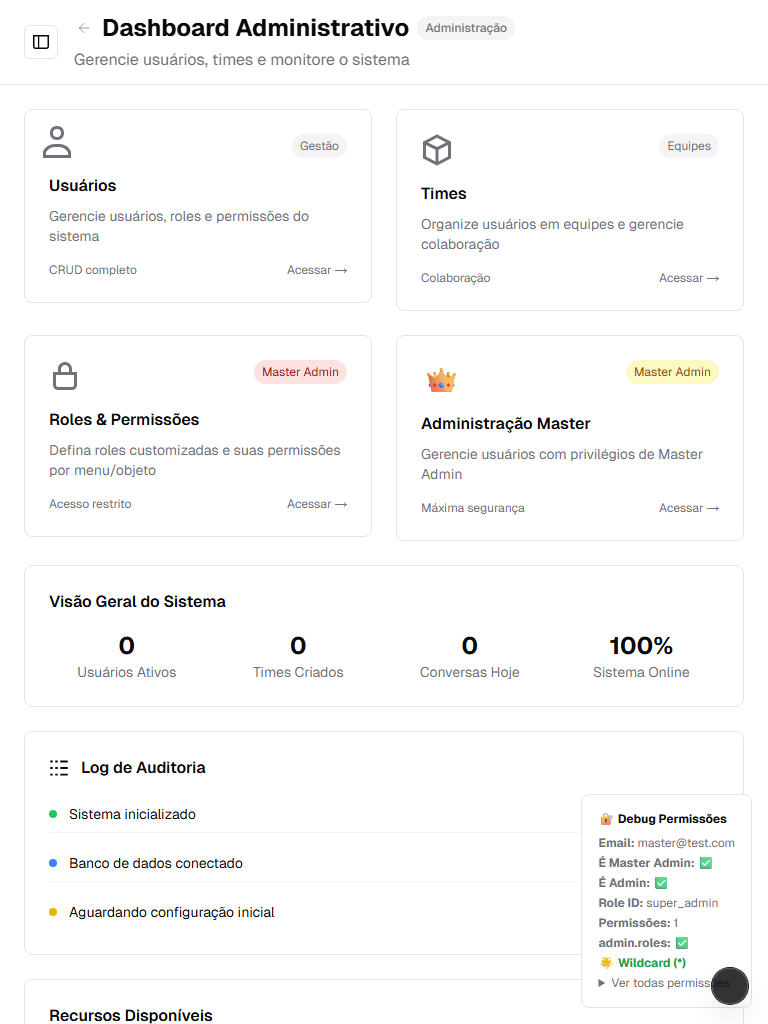 ← Dashboard Administrativo Administração
Gerencie usuários, times e monitore o sistema
Gestão
Usuários
Gerencie usuários, roles e permissões do
sistema
CRUD completo Acessar →
Equipes
Times
Organize usuários em equipes e gerencie
colaboração
Colaboração Acessar →
Master Admin
Roles & Permissões
Defina roles customizadas e suas permissões
por menu/objeto
Acesso restrito Acessar →
Master Admin
Administração Master
Gerencie usuários com privilégios de Master
Admin
Máxima segurança Acessar →
Visão Geral do Sistema
0 0 0 100%
Usuários Ativos Times Criados Conversas Hoje Sistema Online
Log de Auditoria
Sistema inicializado
Banco de dados conectado
Aguardando configuração inicial
🔐 Debug Permissões
Email: master@test.com
É Master Admin: ✅
É Admin: ✅
Role ID: super_admin
Permissões: 1
admin.roles: ✅
🌟 Wildcard (*)
▶ Ver todas permissões
Recursos Disponíveis